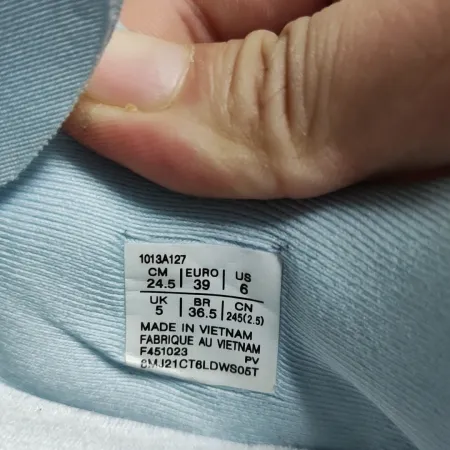 1013A127
CM EURO US
24.5 39 6
UK BR CN
5 36.5 245(2.5)
MADE IN VIETNAM
FABRIQUE AU VIETNAM
F451023 PV
8MJ21CT6LDWS05T